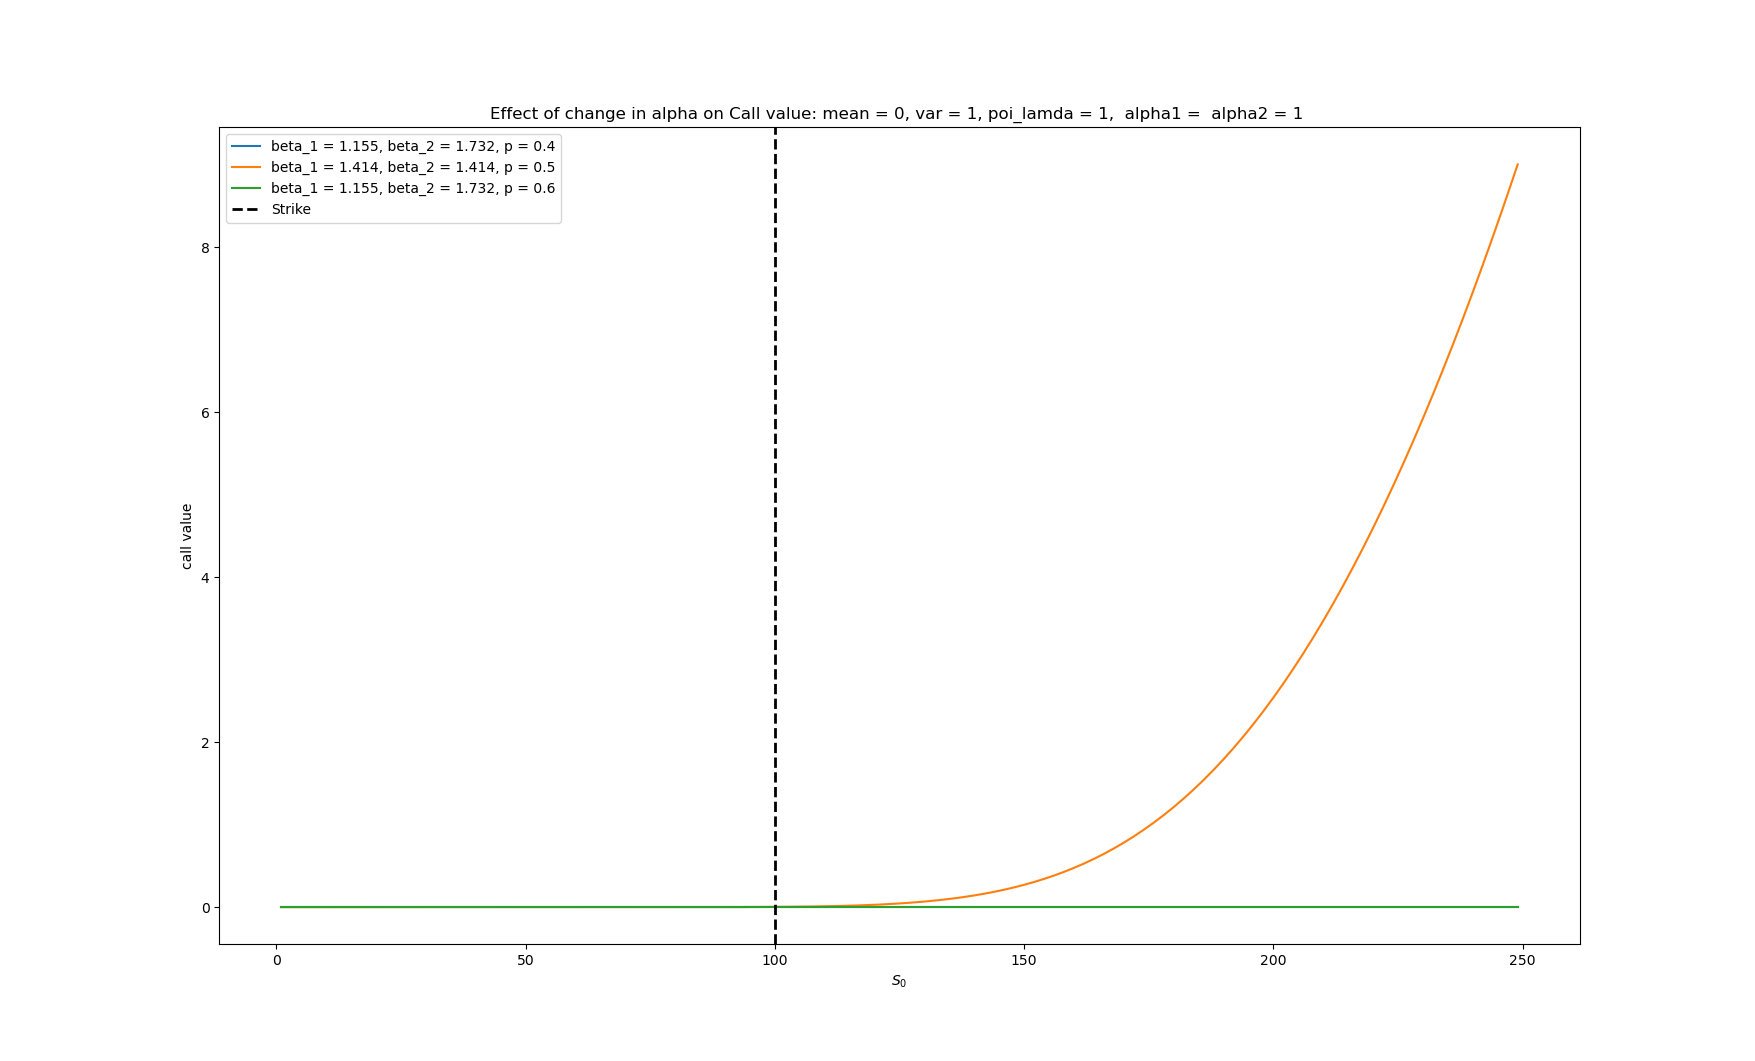 Effect of change in alpha on Call value: mean = 0, var = 1, poi_lamda = 1,  alpha1 =  alpha2 = 1
beta_1 = 1.155, beta_2 = 1.732, p = 0.4
beta_1 = 1.414, beta_2 = 1.414, p = 0.5
beta_1 = 1.155, beta_2 = 1.732, p = 0.6
Strike
8
6
4
2
0
call value
0 50 100 150 200 250
S₀